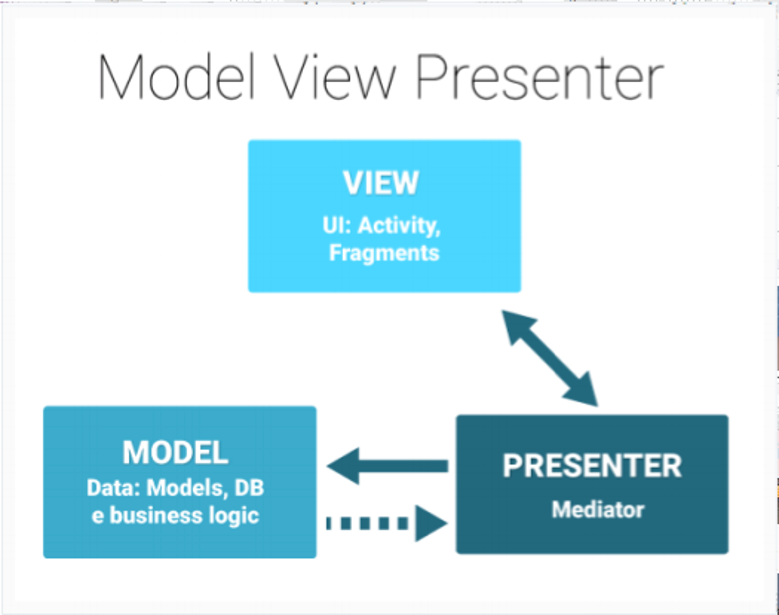 Model View Presenter
VIEW
UI: Activity,
Fragments
MODEL
Data: Models, DB
e business logic
PRESENTER
Mediator